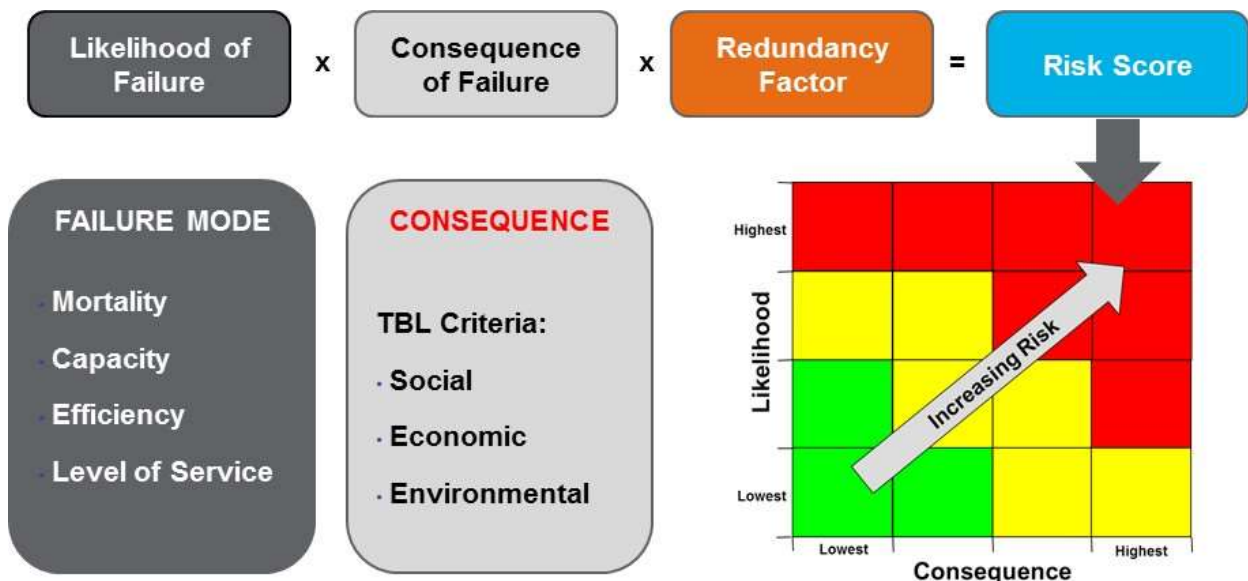 Likelihood of
Failure
x
Consequence
of Failure
x
Redundancy
Factor
=
Risk Score
FAILURE MODE
· Mortality
· Capacity
· Efficiency
· Level of Service
CONSEQUENCE
TBL Criteria:
· Social
· Economic
· Environmental
Highest
Likelihood
Lowest
Increasing Risk
Lowest
Highest
Consequence